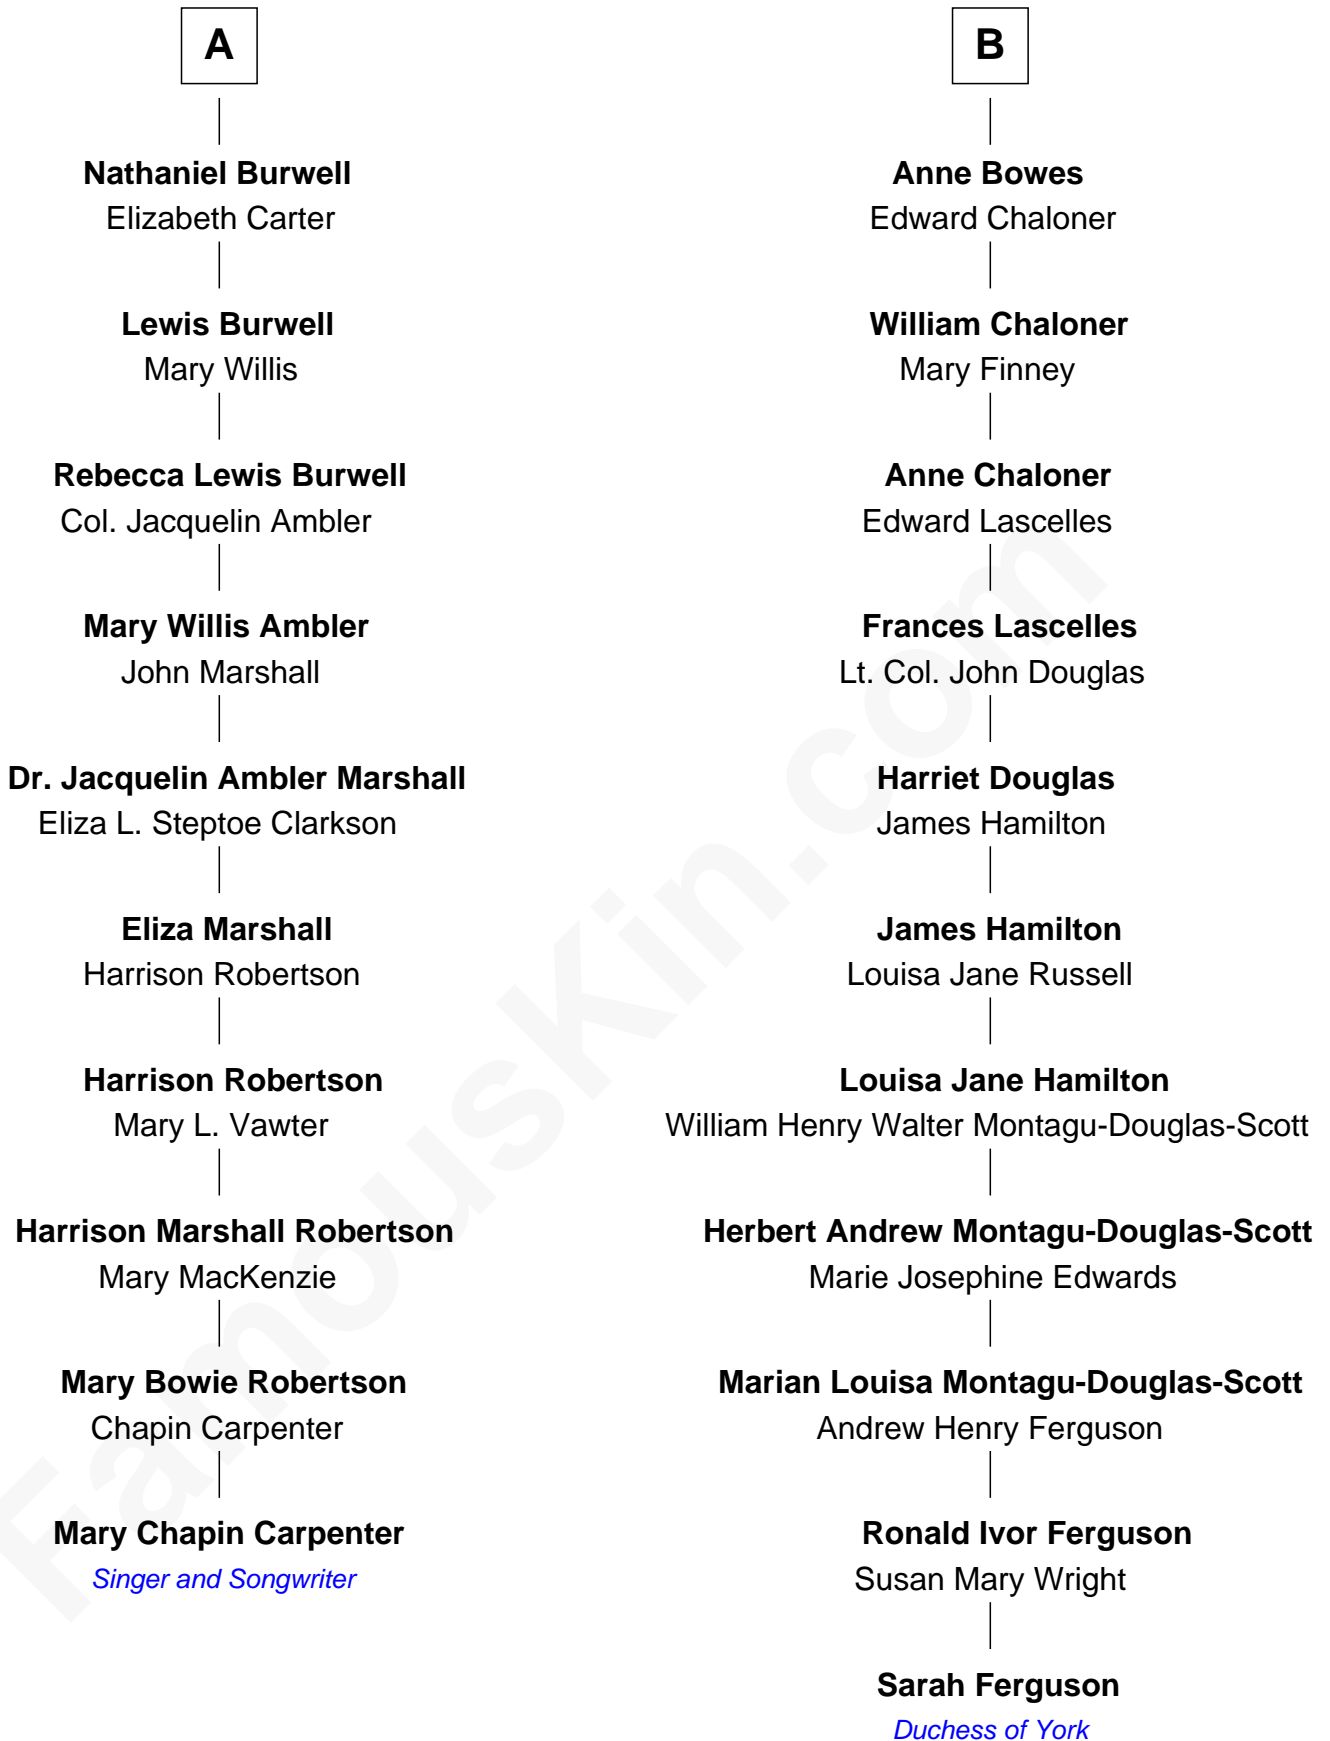 A
Nathaniel Burwell
Elizabeth Carter
Lewis Burwell
Mary Willis
Rebecca Lewis Burwell
Col. Jacquelin Ambler
Mary Willis Ambler
John Marshall
Dr. Jacquelin Ambler Marshall
Eliza L. Steptoe Clarkson
Eliza Marshall
Harrison Robertson
Harrison Robertson
Mary L. Vawter
Harrison Marshall Robertson
Mary MacKenzie
Mary Bowie Robertson
Chapin Carpenter
Mary Chapin Carpenter
Singer and Songwriter
B
Anne Bowes
Edward Chaloner
William Chaloner
Mary Finney
Anne Chaloner
Edward Lascelles
Frances Lascelles
Lt. Col. John Douglas
Harriet Douglas
James Hamilton
James Hamilton
Louisa Jane Russell
Louisa Jane Hamilton
William Henry Walter Montagu-Douglas-Scott
Herbert Andrew Montagu-Douglas-Scott
Marie Josephine Edwards
Marian Louisa Montagu-Douglas-Scott
Andrew Henry Ferguson
Ronald Ivor Ferguson
Susan Mary Wright
Sarah Ferguson
Duchess of York
FamousKin.com